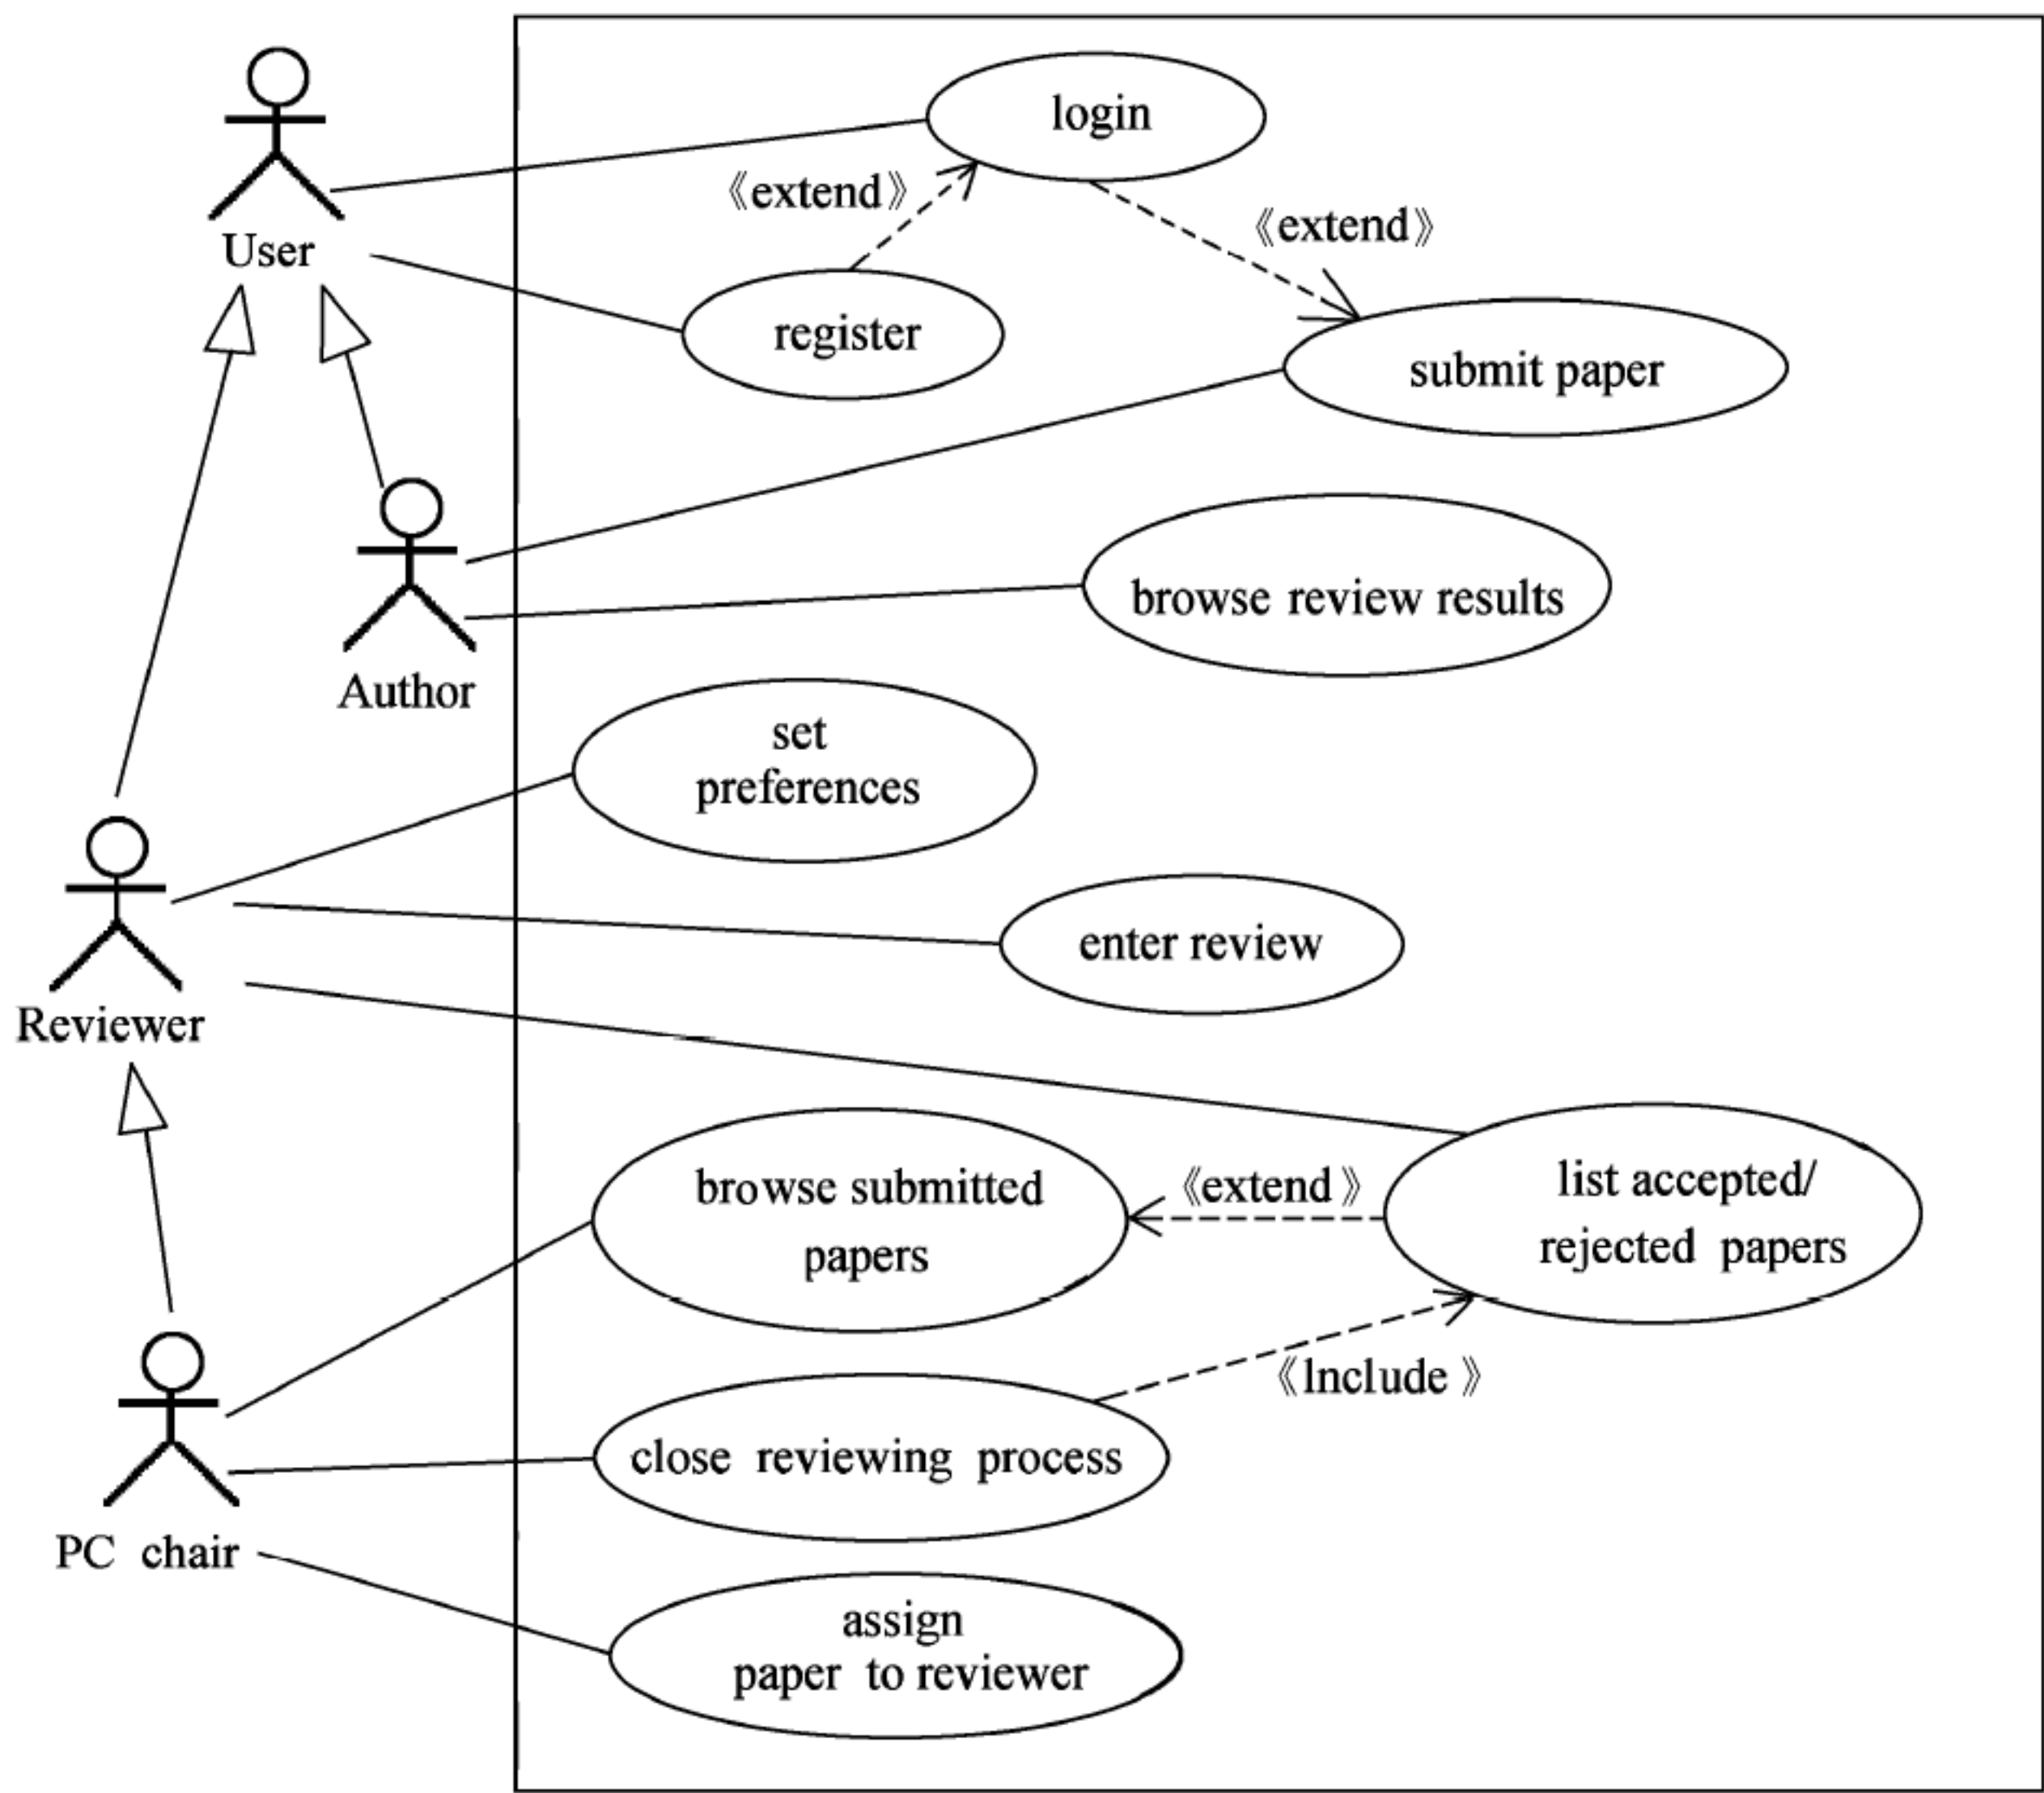 login
《extend》
《extend》
User
register
submit paper
browse review results
Author
set
preferences
enter review
Reviewer
browse submitted
papers
《extend》
list accepted/
rejected papers
《Include》
close reviewing process
PC chair
assign
paper to reviewer